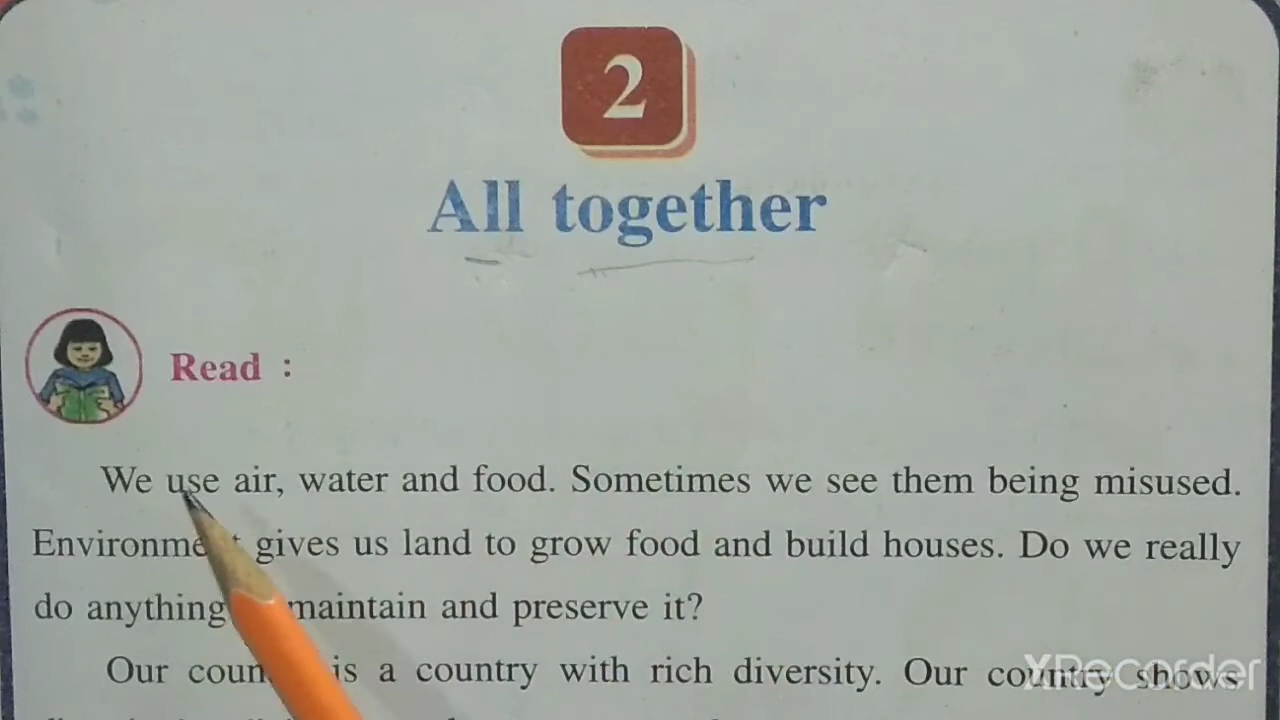 2
All together
Read :
We use air, water and food. Sometimes we see them being misused.
Environment gives us land to grow food and build houses. Do we really
do anything maintain and preserve it?
Our is a country with rich diversity. Our country shows
XRecorder